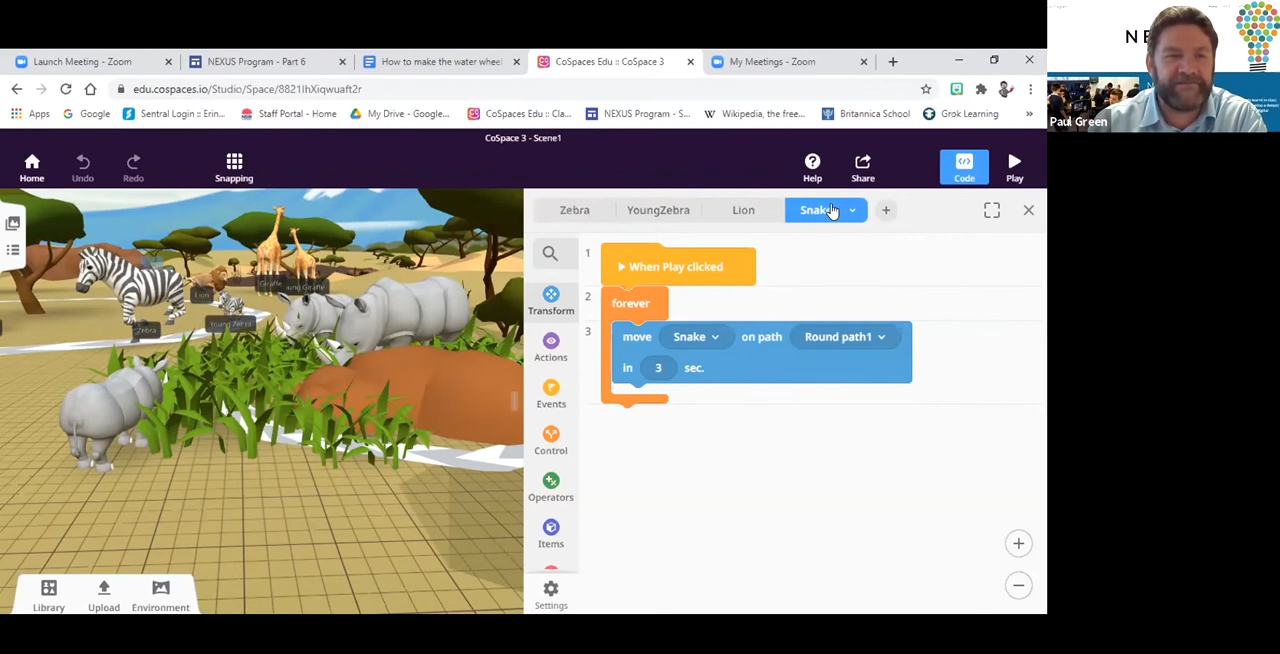 Launch Meeting - Zoom
NEXUS Program - Part 6
How to make the water wheel
CoSpaces Edu :: CoSpace 3
My Meetings - Zoom
edu.cospaces.io/Studio/Space/8821lhXiqwuaft2r
Apps
Google
Sentral Login :: Erin...
Staff Portal - Home
My Drive - Google...
CoSpaces Edu :: Cla...
NEXUS Program - S...
Wikipedia, the free...
Britannica School
Grok Learning
»
CoSpace 3 - Scene1
Home
Undo
Redo
Snapping
Help
Share
Code
Play
Zebra
YoungZebra
Lion
Snake
1
When Play clicked
2
forever
3
move Snake on path Round path1
in 3 sec.
Transform
Actions
Events
Control
Operators
Items
Settings
Giraffe
Lion
Zebra
Library
Upload
Environment
N E
Paul Green